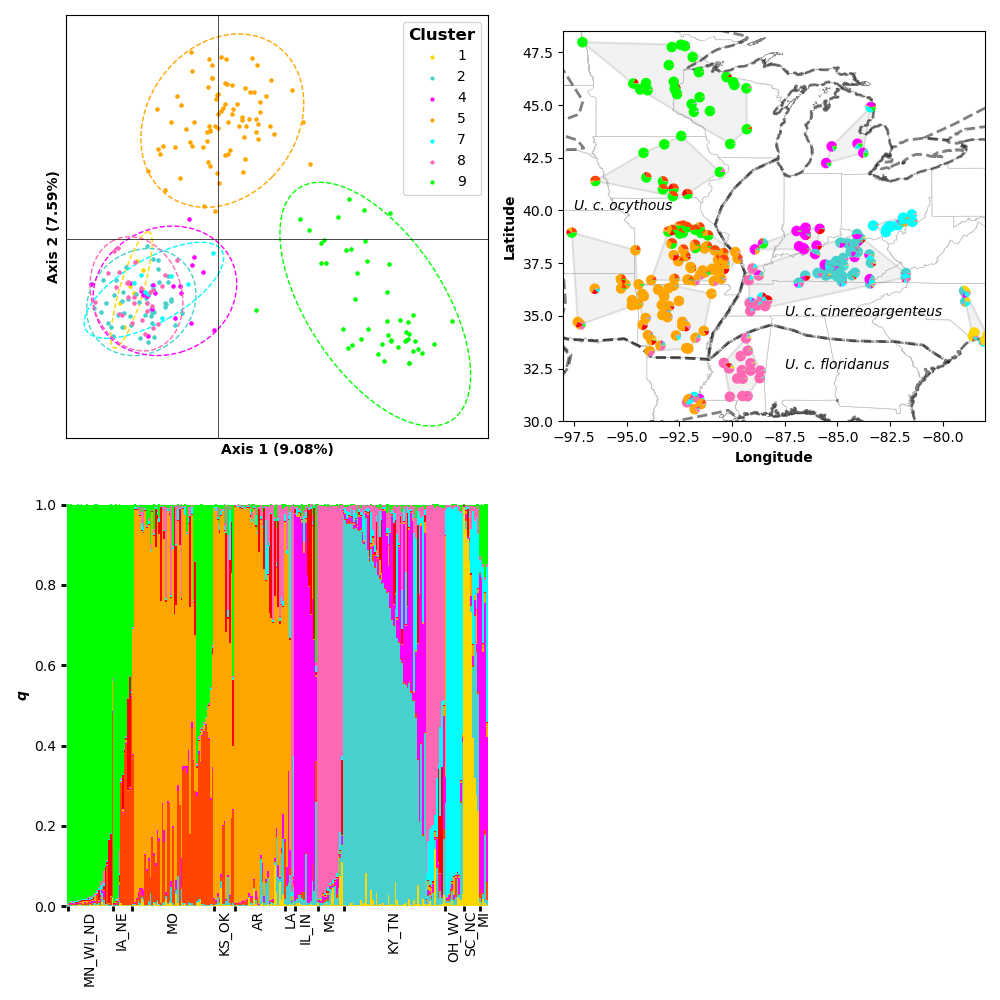 Cluster
1
2
4
5
7
8
9
Axis 2 (7.59%)
Axis 1 (9.08%)
47.5
45.0
42.5
40.0
37.5
35.0
32.5
30.0
Latitude
U. c. ocythous
U. c. cinereoargenteus
U. c. floridanus
−97.5 −95.0 −92.5 −90.0 −87.5 −85.0 −82.5 −80.0
Longitude
1.0
0.8
0.6
0.4
0.2
0.0
q
MN_WI_ND
IA_NE
MO
KS_OK
AR
LA
IL_IN
MS
KY_TN
OH_WV
SC_NC
MI